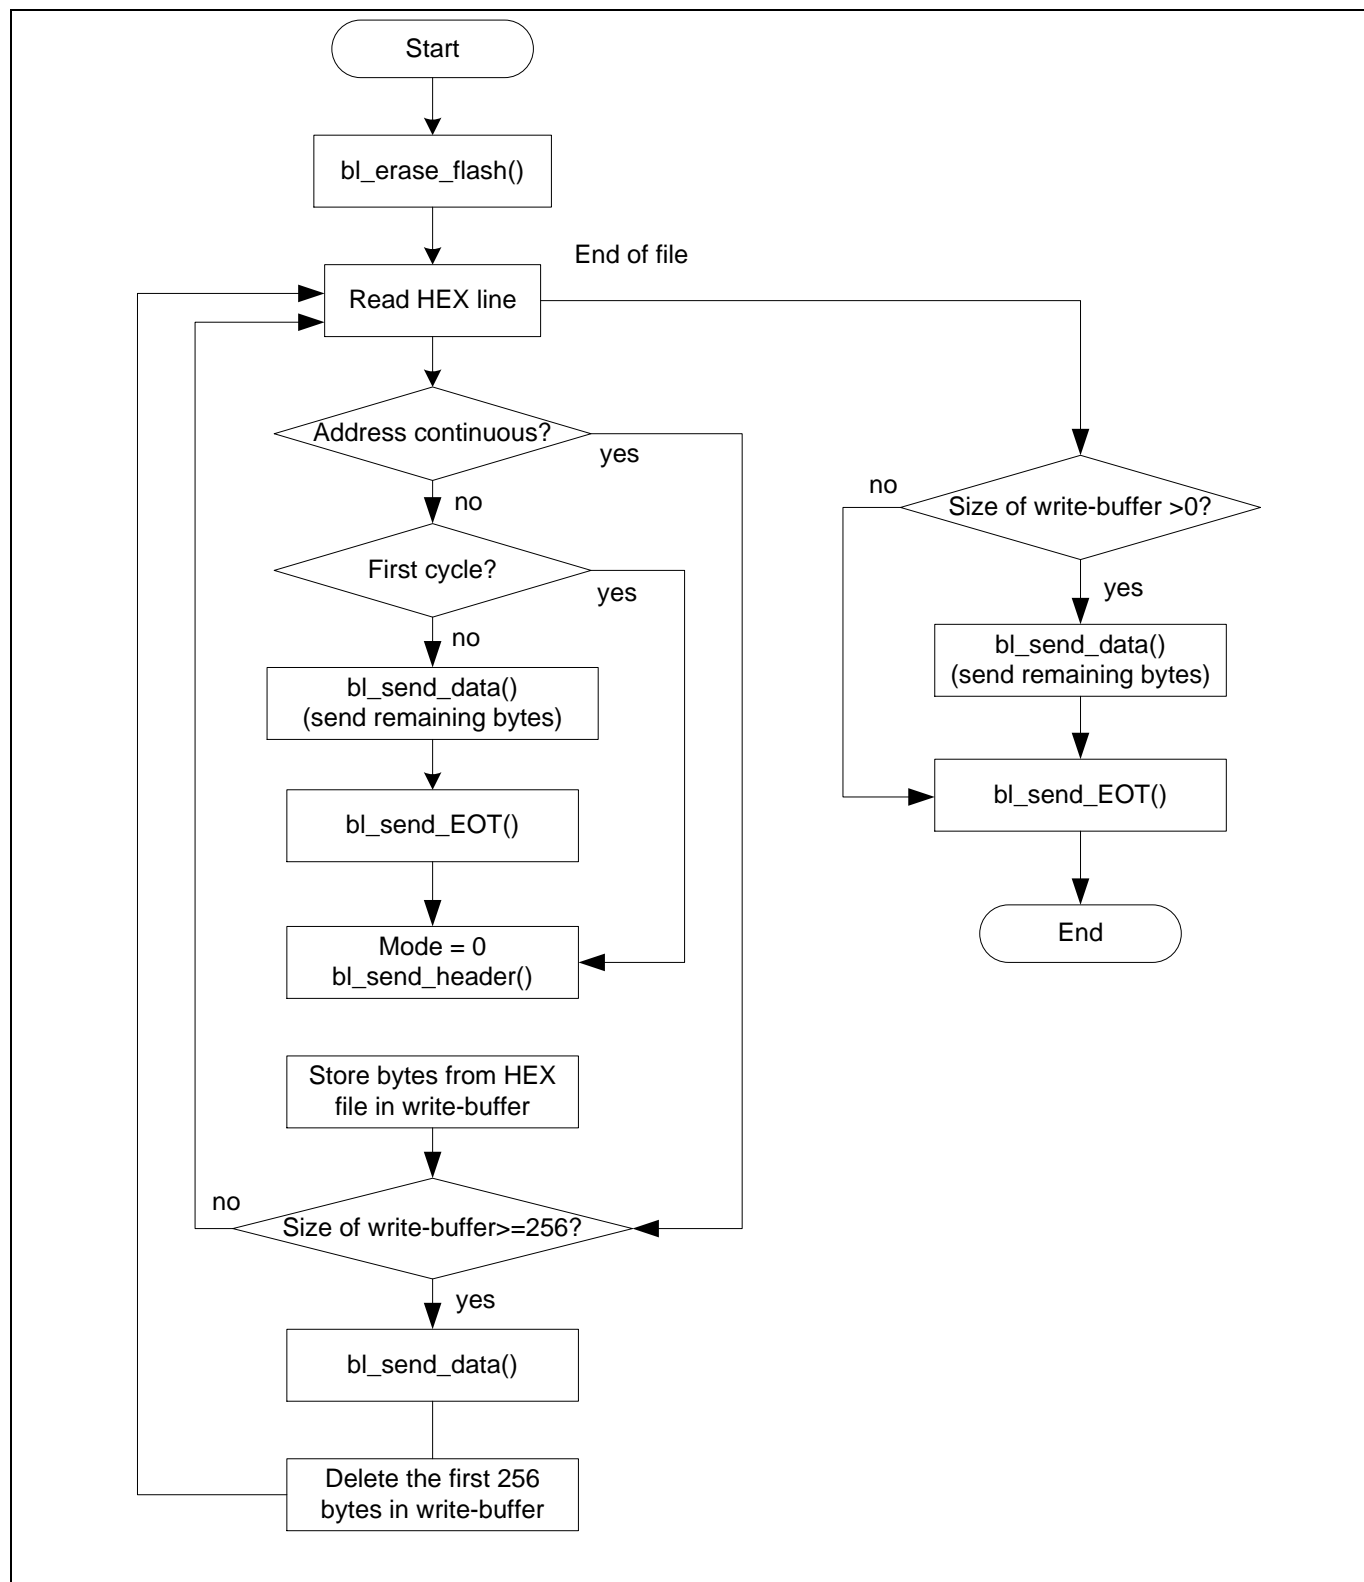 Start
bl_erase_flash()
End of file
Read HEX line
Address continuous?
yes
no
First cycle?
yes
no
bl_send_data()
(send remaining bytes)
bl_send_EOT()
Mode = 0
bl_send_header()
Store bytes from HEX
file in write-buffer
no
Size of write-buffer>=256?
yes
bl_send_data()
Delete the first 256
bytes in write-buffer
no
Size of write-buffer >0?
yes
bl_send_data()
(send remaining bytes)
bl_send_EOT()
End